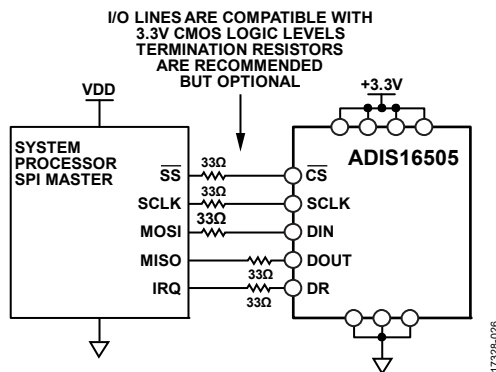 I/O LINES ARE COMPATIBLE WITH
3.3V CMOS LOGIC LEVELS
TERMINATION RESISTORS
ARE RECOMMENDED
BUT OPTIONAL
VDD
+3.3V
SYSTEM
PROCESSOR
SPI MASTER
ADIS16505
SS
33Ω
CS
SCLK
33Ω
SCLK
MOSI
33Ω
DIN
MISO
33Ω
DOUT
IRQ
33Ω
DR
17328-026